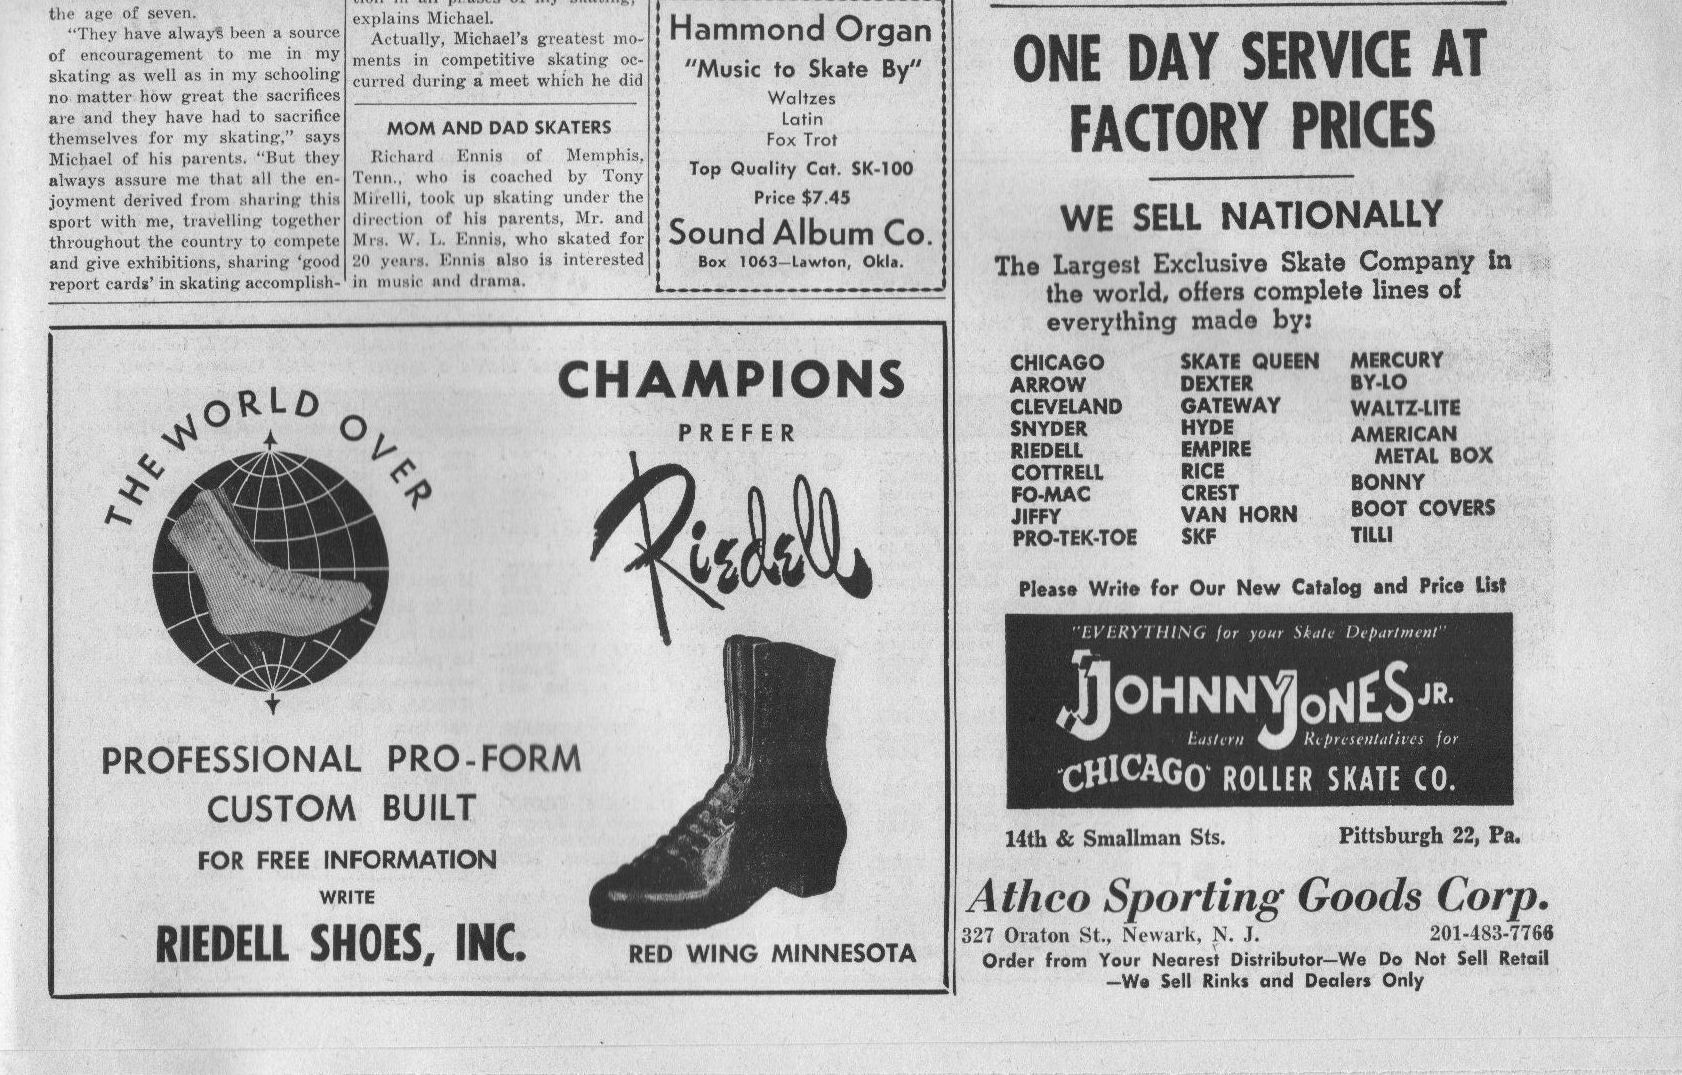 the age of seven.
"They have always been a source
of encouragement to me in my
skating as well as in my schooling
no matter how great the sacrifices
are and they have had to sacrifice
themselves for my skating," says
Michael of his parents. "But they
always assure me that all the en-
joyment derived from sharing this
sport with me, travelling together
throughout the country to compete
and give exhibitions, sharing 'good
report cards' in skating accomplish-
explains Michael.
Actually, Michael's greatest mo-
ments in competitive skating oc-
curred during a meet which he did
MOM AND DAD SKATERS
Richard Ennis of Memphis,
Tenn., who is coached by Tony
Mirelli, took up skating under the
direction of his parents, Mr. and
Mrs. W. L. Ennis, who skated for
20 years. Ennis also is interested
in music and drama.
Hammond Organ
"Music to Skate By"
Waltzes
Latin
Fox Trot
Top Quality Cat. SK-100
Price $7.45
Sound Album Co.
Box 1063—Lawton, Okla.
THE WORLD OVER
CHAMPIONS
PREFER
Riedell
PROFESSIONAL PRO-FORM
CUSTOM BUILT
FOR FREE INFORMATION
WRITE
RIEDELL SHOES, INC.
RED WING MINNESOTA
ONE DAY SERVICE AT
FACTORY PRICES
WE SELL NATIONALLY
The Largest Exclusive Skate Company in
the world, offers complete lines of
everything made by:
CHICAGO
ARROW
CLEVELAND
SNYDER
RIEDELL
COTTRELL
FO-MAC
JIFFY
PRO-TEK-TOE
SKATE QUEEN
DEXTER
GATEWAY
HYDE
EMPIRE
RICE
CREST
VAN HORN
SKF
MERCURY
BY-LO
WALTZ-LITE
AMERICAN
METAL BOX
BONNY
BOOT COVERS
TILLI
Please Write for Our New Catalog and Price List
"EVERYTHING for your Skate Department"
JOHNNY JONES JR.
Eastern Representatives for
"CHICAGO" ROLLER SKATE CO.
14th & Smallman Sts. Pittsburgh 22, Pa.
Athco Sporting Goods Corp.
327 Oraton St., Newark, N. J. 201-483-7766
Order from Your Nearest Distributor—We Do Not Sell Retail
—We Sell Rinks and Dealers Only